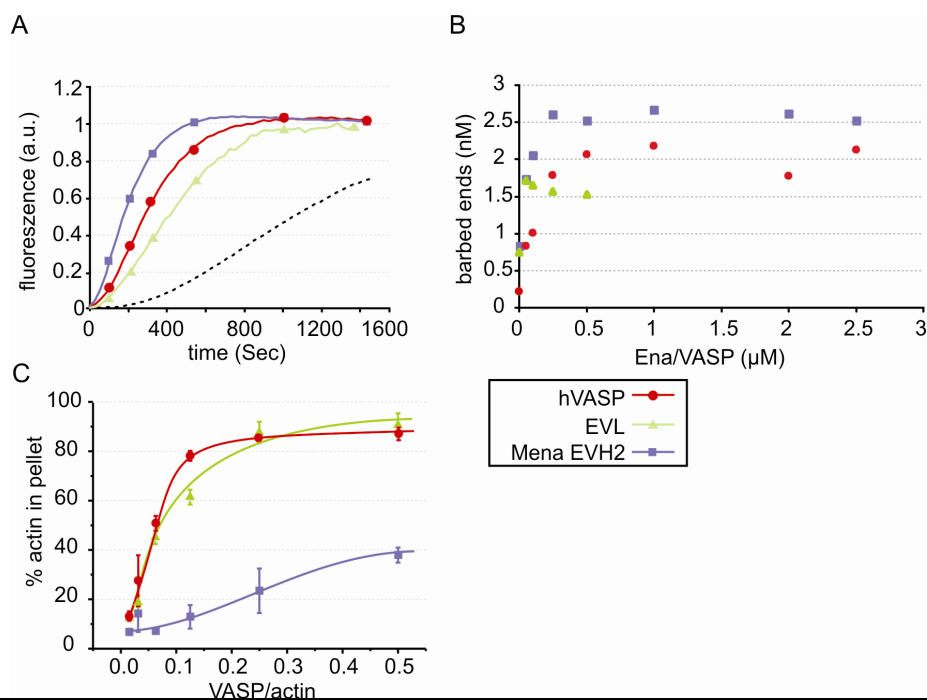 A
1.2
1
0.8
0.6
0.4
0.2
0
fluoreszence (a.u.)
0 400 800 1200 1600
time (Sec)
B
3
2.5
2
1.5
1
0.5
0
barbed ends (nM)
0 0.5 1 1.5 2 2.5 3
Ena/VASP (µM)
hVASP
EVL
Mena EVH2
C
100
80
60
40
20
0
% actin in pellet
0.0 0.1 0.2 0.3 0.4 0.5
VASP/actin